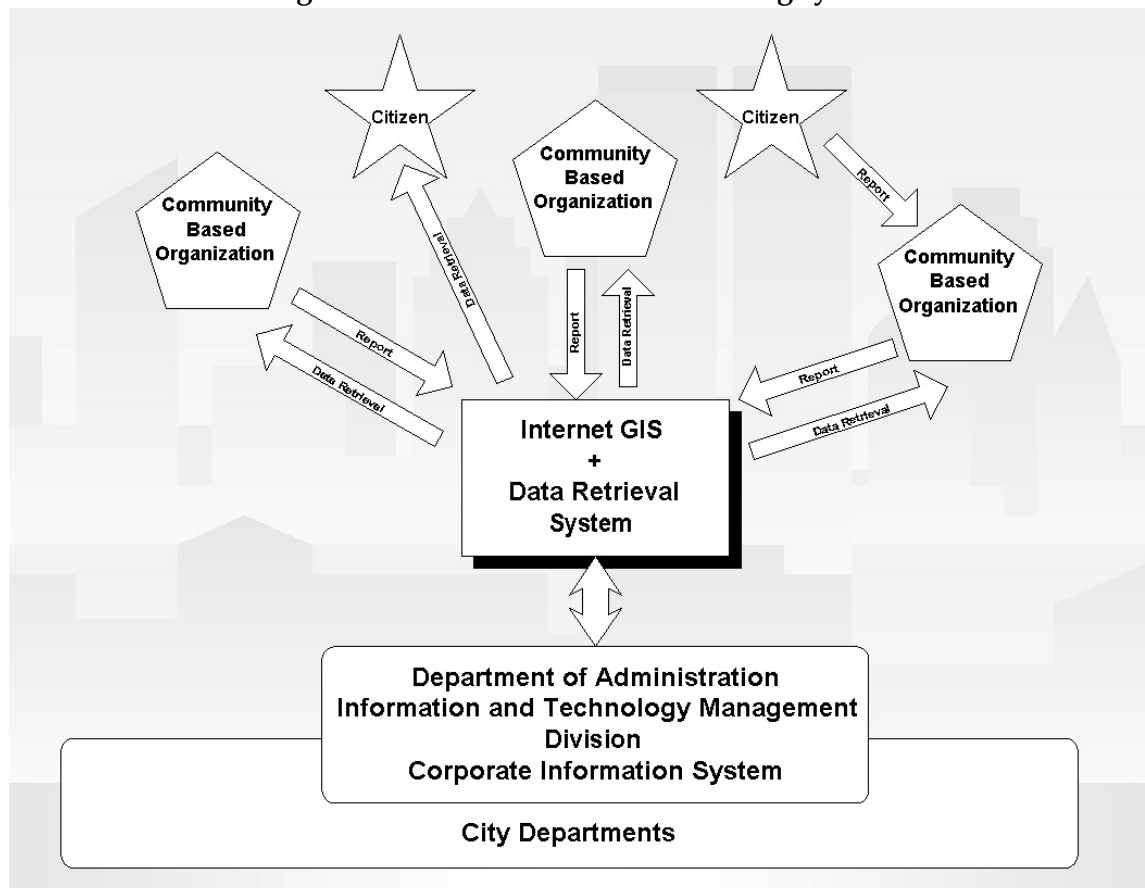 Citizen
Citizen
Community
Based
Organization
Report
Community
Based
Organization
Data Retrieval
Community
Based
Organization
Report
Data Retrieval
Report
Data Retrieval
Report
Data Retrieval
Internet GIS
+
Data Retrieval
System
Department of Administration
Information and Technology Management
Division
Corporate Information System
City Departments